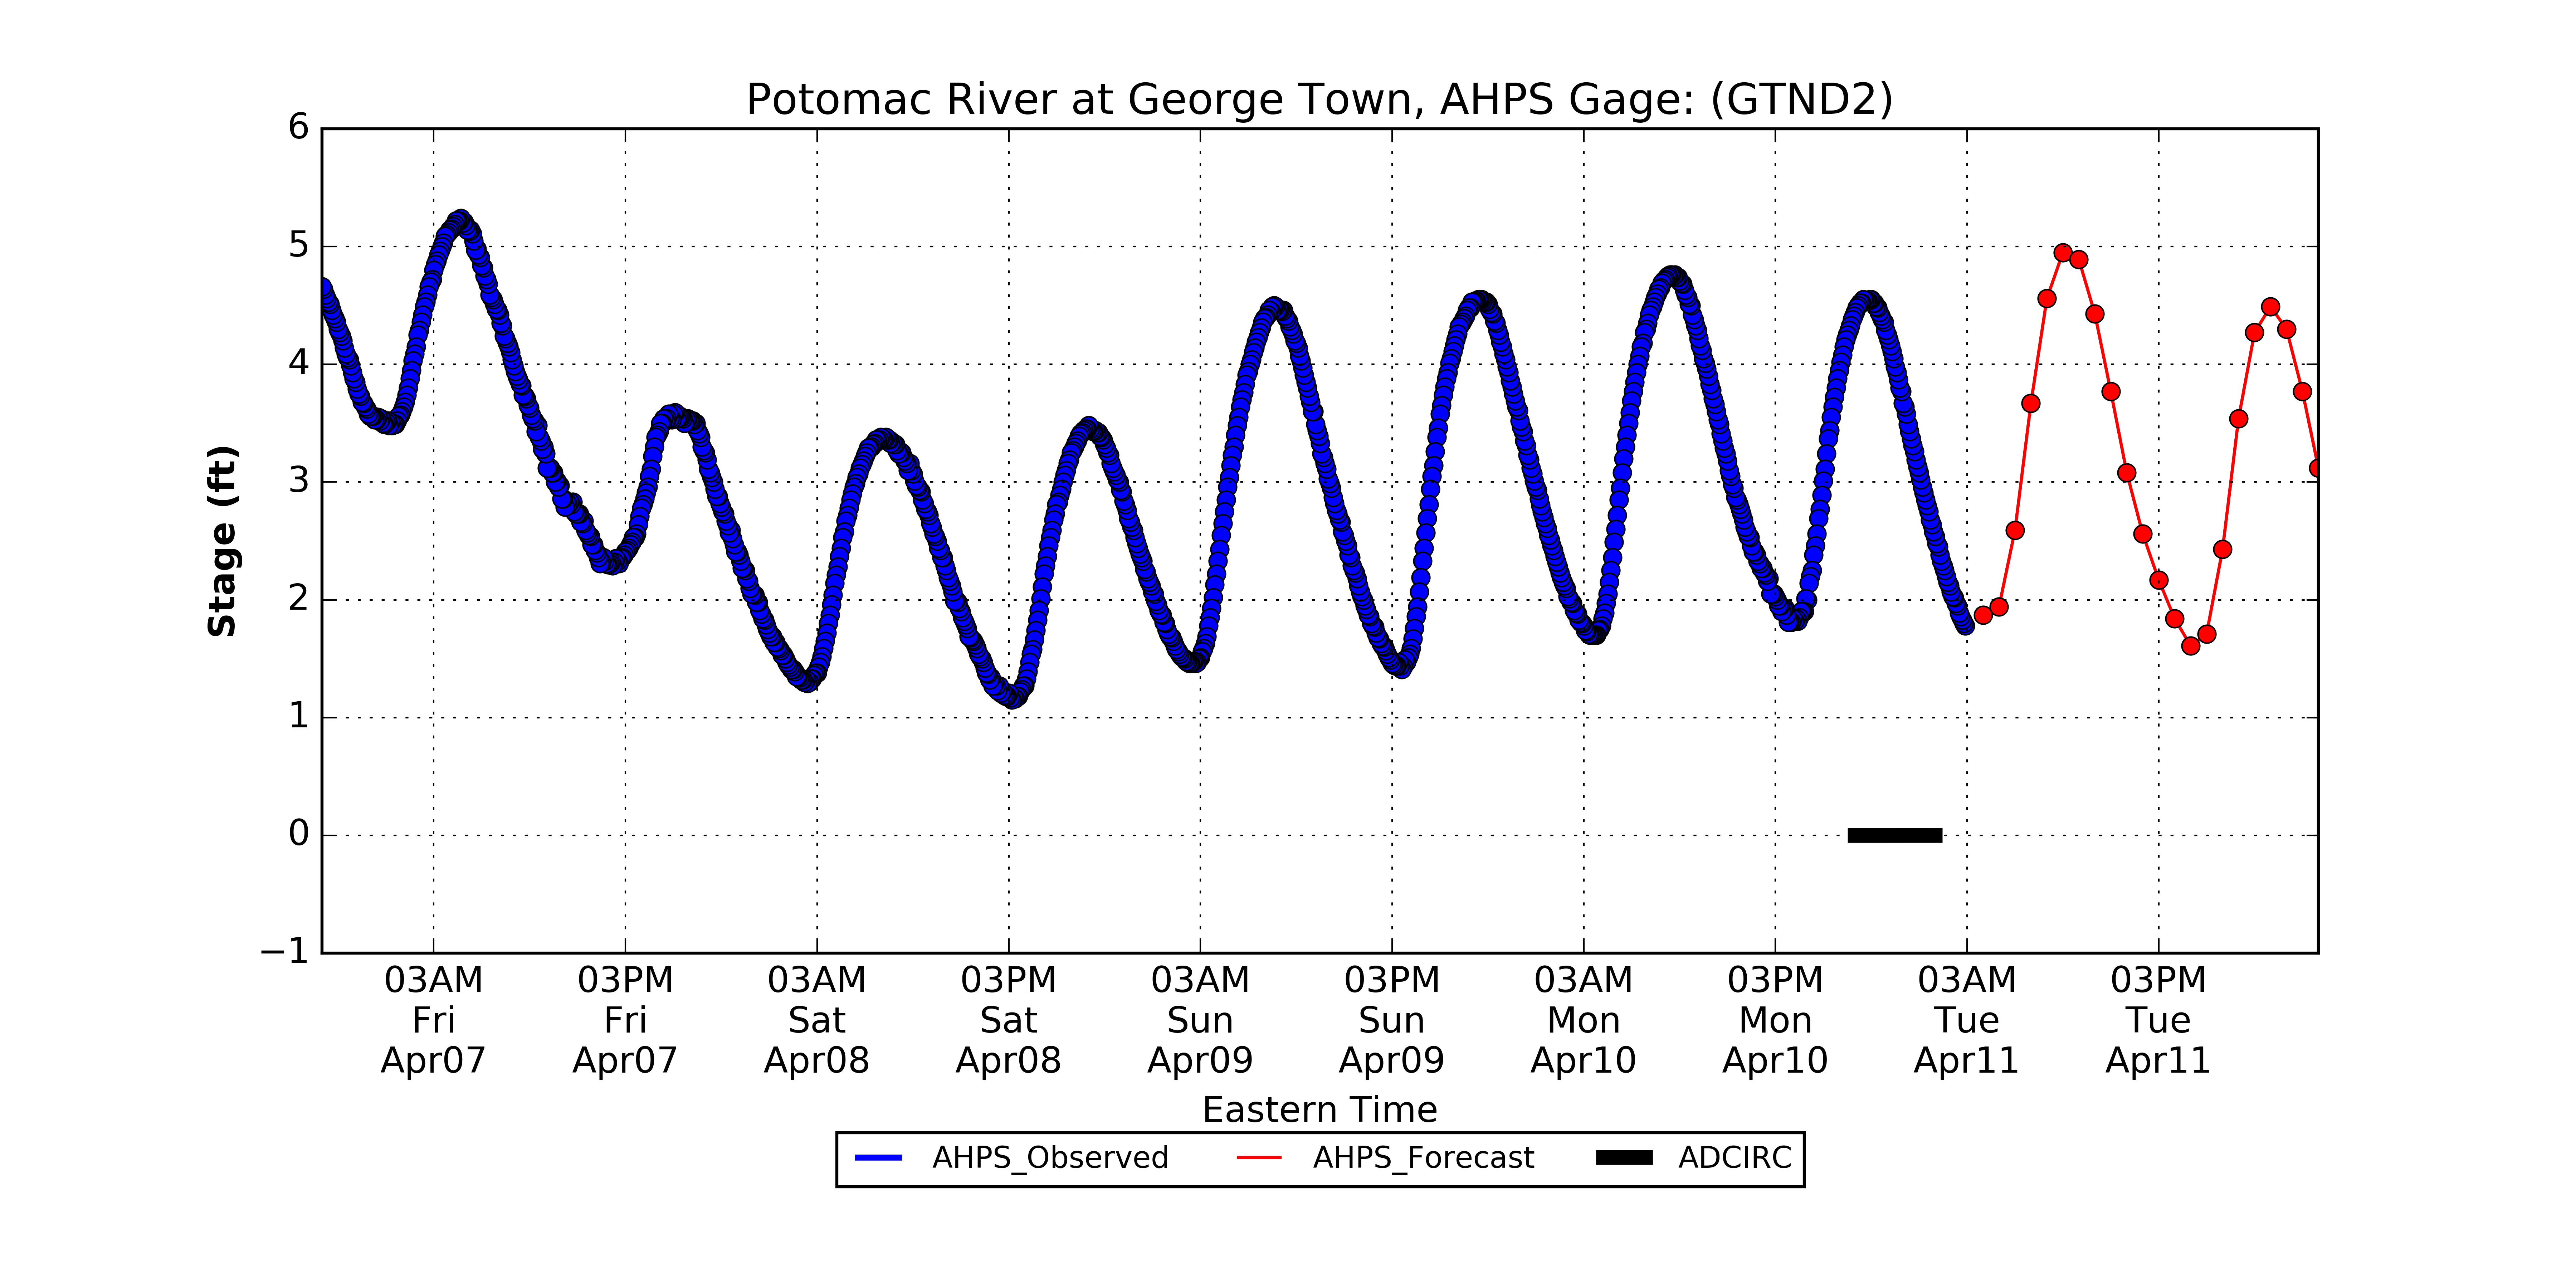 Potomac River at George Town, AHPS Gage: (GTND2)
6
5
4
3
2
1
0
−1
Stage (ft)
03AM 03PM 03AM 03PM 03AM 03PM 03AM 03PM 03AM 03PM
Fri Fri Sat Sat Sun Sun Mon Mon Tue Tue
Apr07 Apr07 Apr08 Apr08 Apr09 Apr09 Apr10 Apr10 Apr11 Apr11
Eastern Time
AHPS_Observed AHPS_Forecast ADCIRC